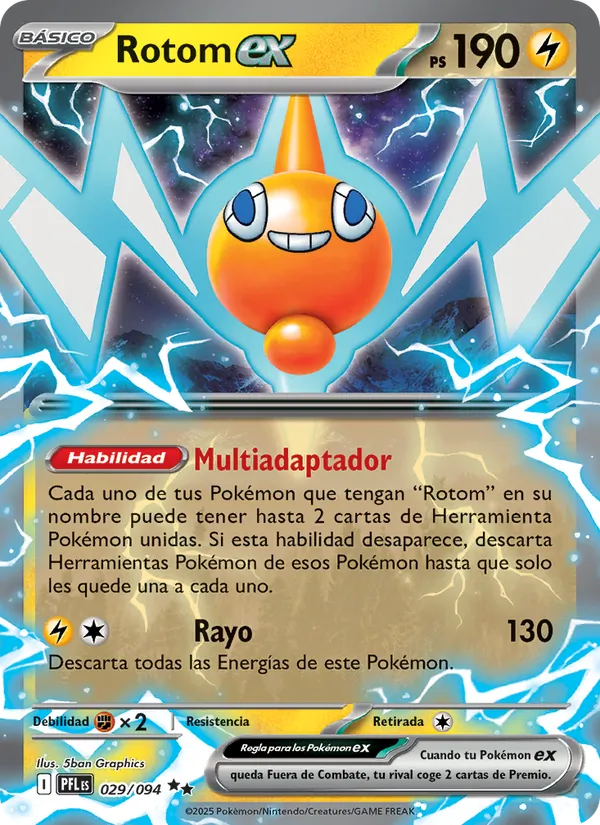 BÁSICO
Rotom ex
PS 190
Habilidad Multiadaptador
Cada uno de tus Pokémon que tengan “Rotom” en su
nombre puede tener hasta 2 cartas de Herramienta
Pokémon unidas. Si esta habilidad desaparece, descarta
Herramientas Pokémon de esos Pokémon hasta que solo
les quede una a cada uno.
Rayo 130
Descarta todas las Energías de este Pokémon.
Debilidad ×2 Resistencia Retirada
Ilus. 5ban Graphics
Regla para los Pokémon ex Cuando tu Pokémon ex
queda Fuera de Combate, tu rival coge 2 cartas de Premio.
I PFL ES 029/094
©2025 Pokémon/Nintendo/Creatures/GAME FREAK